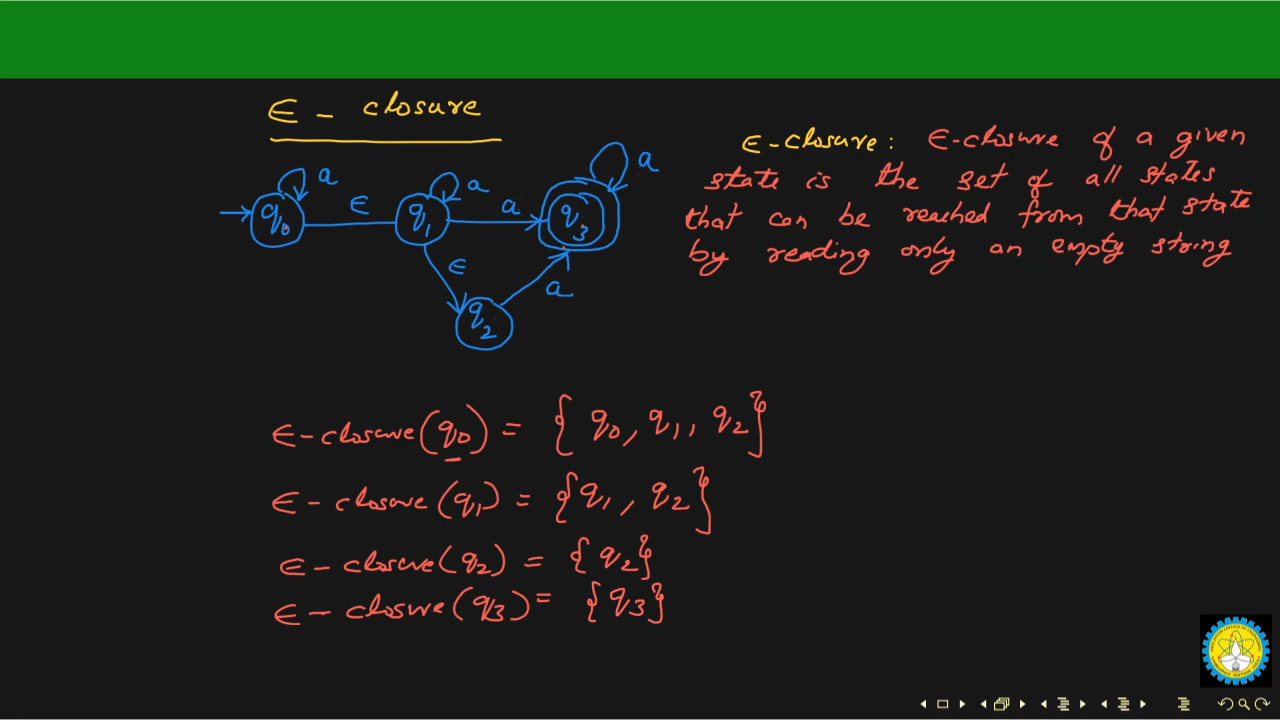 ϵ - closure
ϵ-closure: ϵ-closure of a given
state is the set of all states
that can be reached from that state
by reading only an empty string
a
a
a
q₀
ϵ
q₁
a
q₃
ϵ
a
q₂
ϵ-closure(q₀) = { q₀, q₁, q₂}
ϵ-closure(q₁) = {q₁, q₂}
ϵ-closure(q₂) = {q₂}
ϵ-closure(q₃) = {q₃}